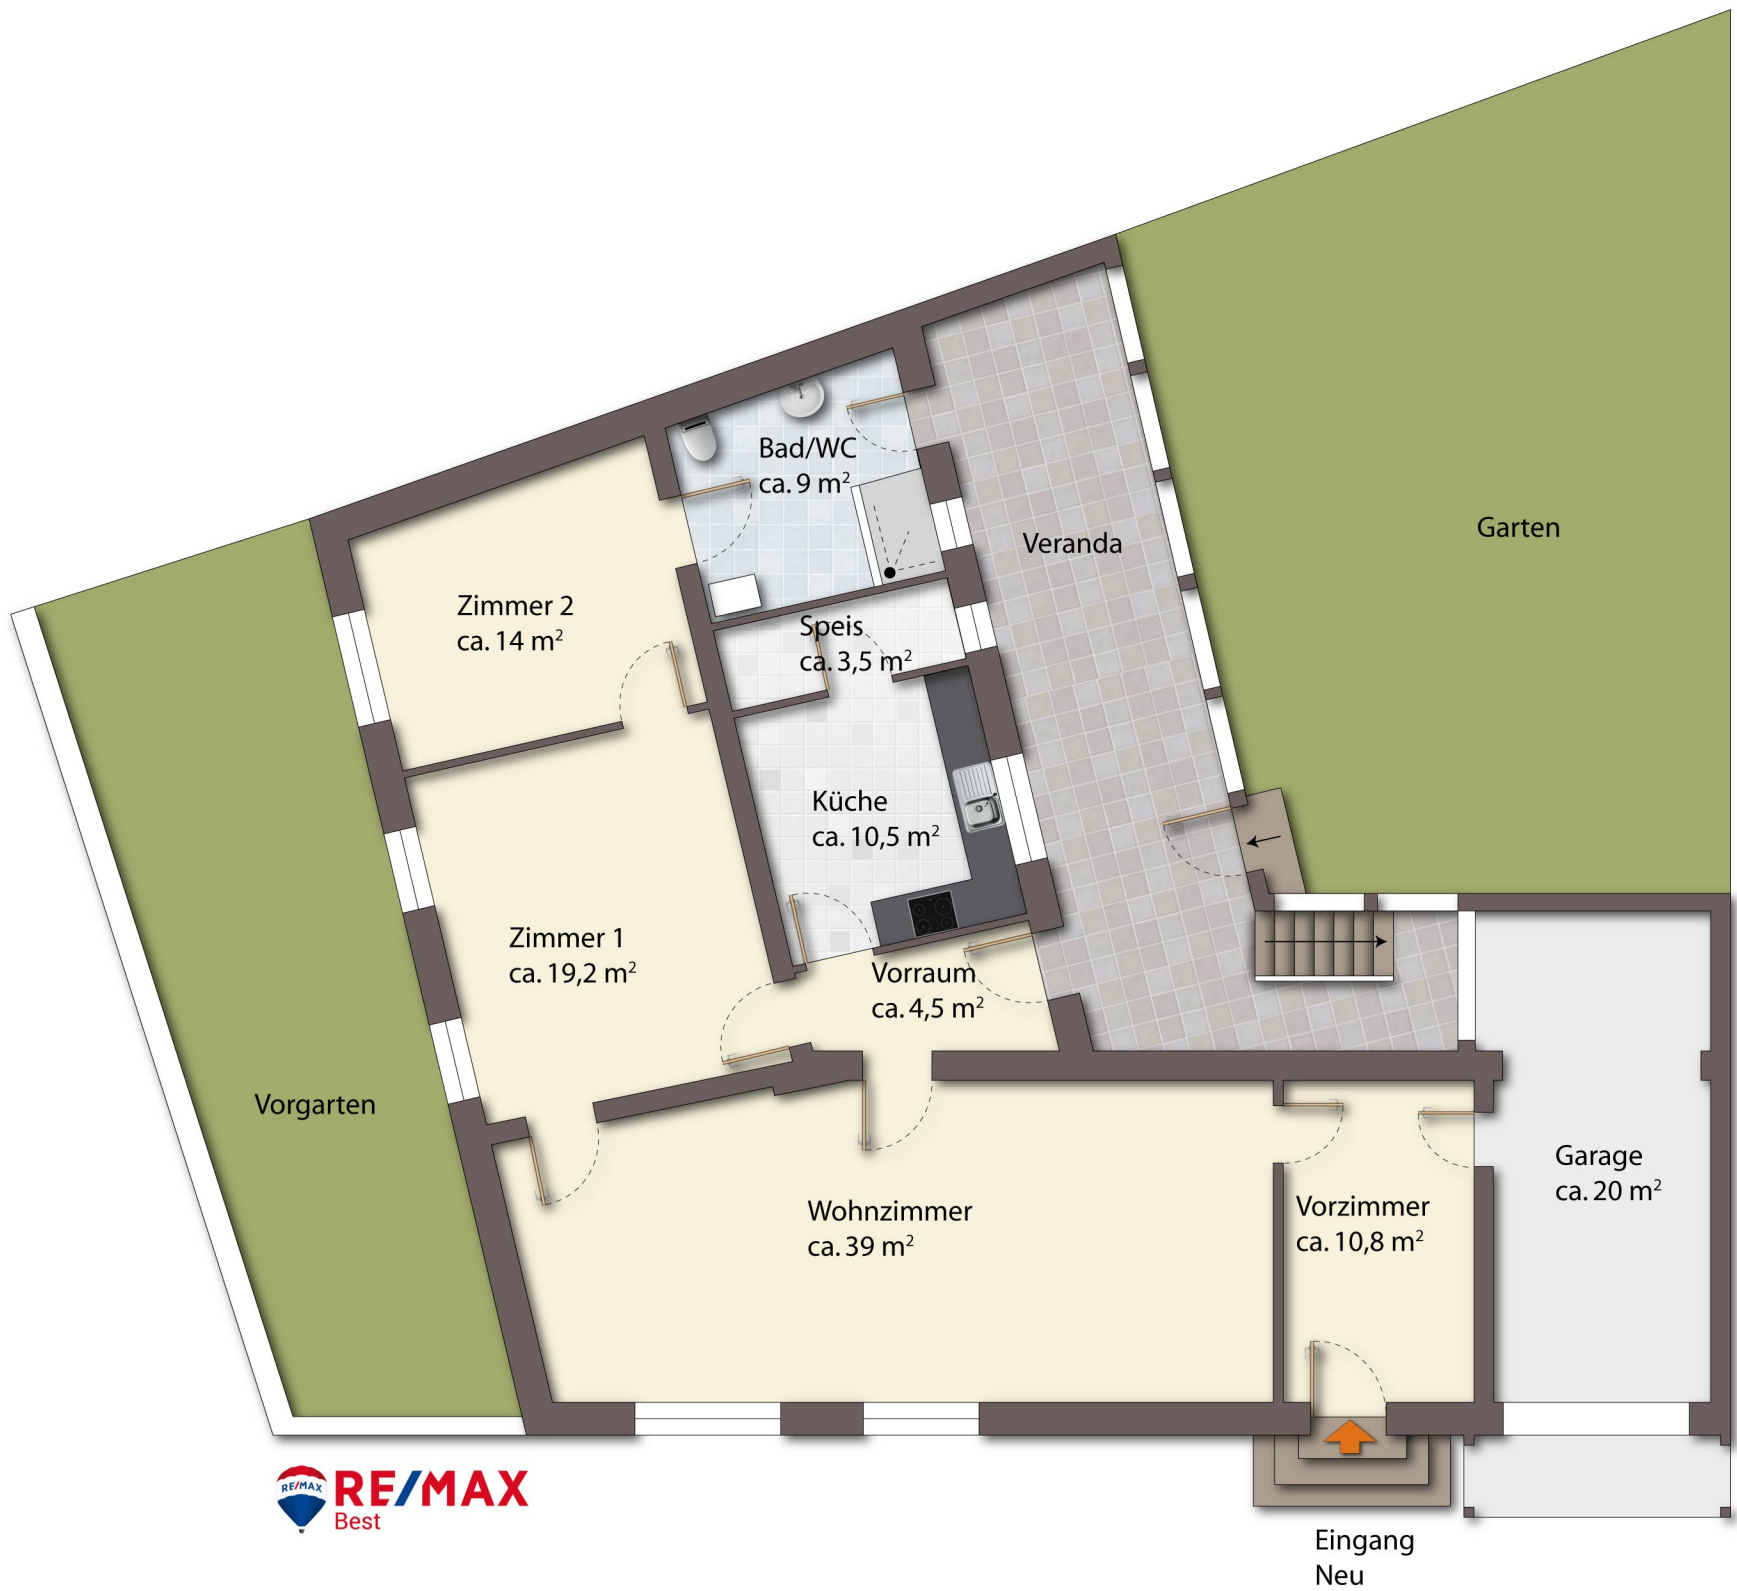 Bad/WC
ca. 9 m²
Veranda
Garten
Zimmer 2
ca. 14 m²
Speis
ca. 3,5 m²
Küche
ca. 10,5 m²
Zimmer 1
ca. 19,2 m²
Vorraum
ca. 4,5 m²
Vorgarten
Wohnzimmer
ca. 39 m²
Vorzimmer
ca. 10,8 m²
Garage
ca. 20 m²
RE/MAX
RE/MAX
Best
Eingang
Neu